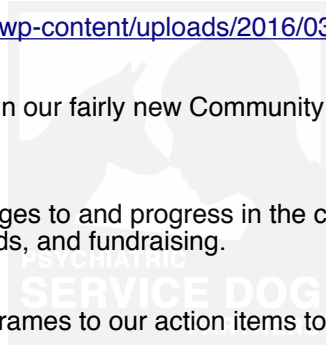 wp-content/uploads/2016/03
n our fairly new Community
ges to and progress in the c
ds, and fundraising.
PSYCHIATRIC
SERVICE DOG
rames to our action items to